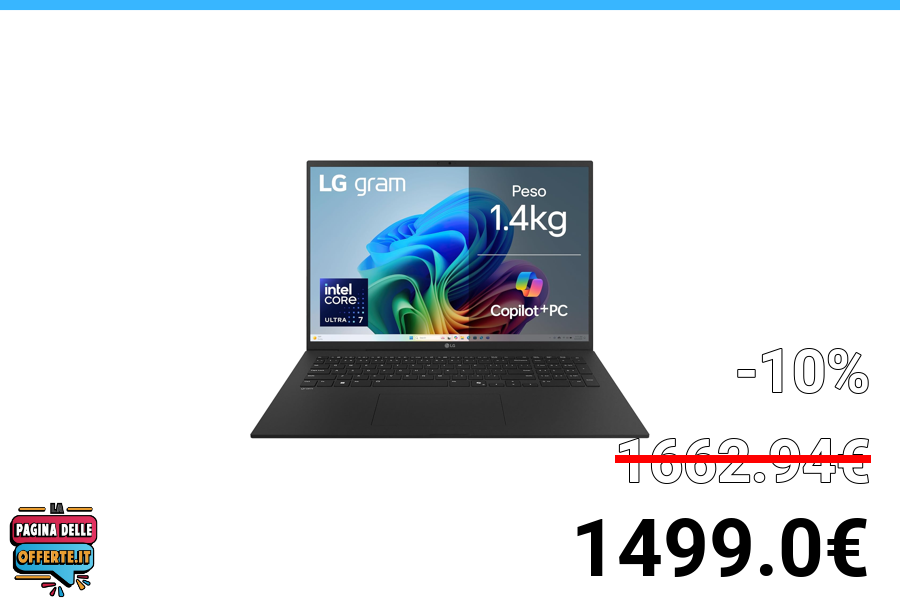 LG gram
Peso
1.4kg
intel
CORE
ULTRA 7
Copilot+PC
LG
-10%
1662.94€
1499.0€
LA
PAGINA DELLE
OFFERTE.IT